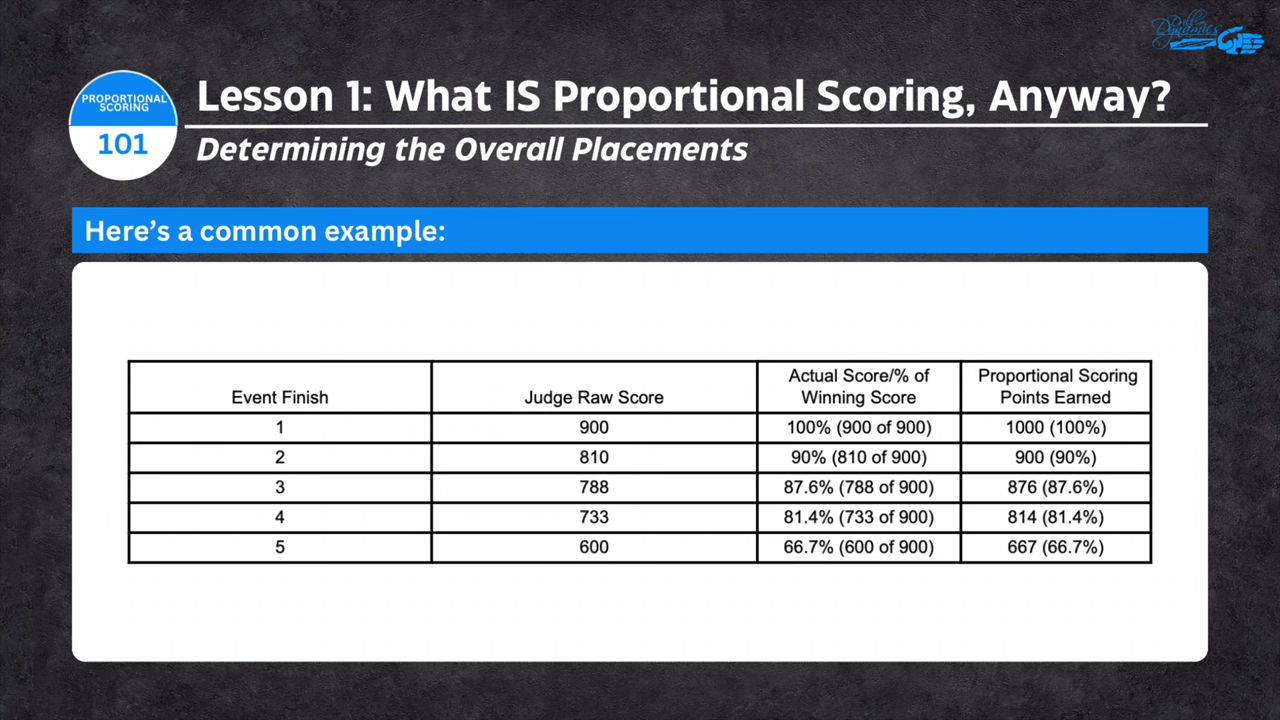 Drill
Dynamics
PROPORTIONAL
SCORING
101
Lesson 1: What IS Proportional Scoring, Anyway?
Determining the Overall Placements
Here's a common example:
Event Finish Judge Raw Score Actual Score/% of Winning Score Proportional Scoring Points Earned
1 900 100% (900 of 900) 1000 (100%)
2 810 90% (810 of 900) 900 (90%)
3 788 87.6% (788 of 900) 876 (87.6%)
4 733 81.4% (733 of 900) 814 (81.4%)
5 600 66.7% (600 of 900) 667 (66.7%)